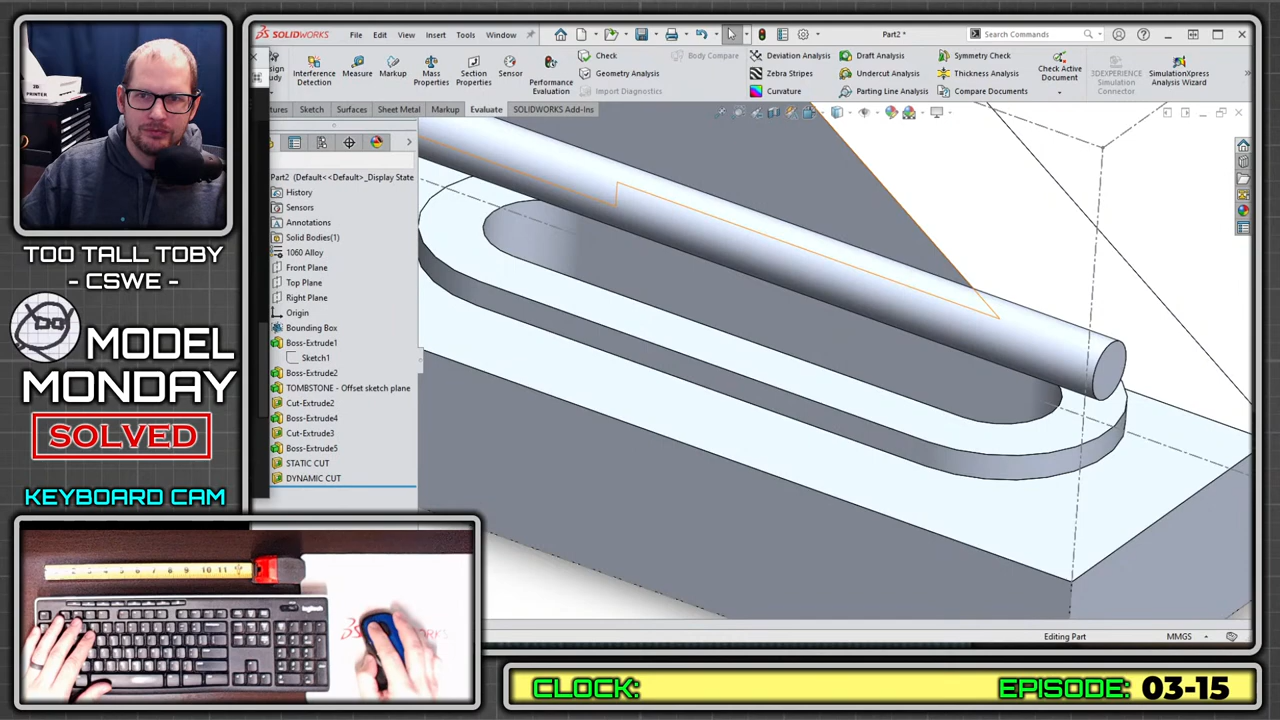 TOO TALL TOBY
- CSWE -
MODEL
MONDAY
SOLVED
KEYBOARD CAM
SOLIDWORKS
File Edit View Insert Tools Window
Part2 *
Search Commands
Interference Detection
Measure
Markup
Mass Properties
Section Properties
Sensor
Performance Evaluation
Check
Geometry Analysis
Import Diagnostics
Body Compare
Deviation Analysis
Zebra Stripes
Curvature
Draft Analysis
Undercut Analysis
Parting Line Analysis
Symmetry Check
Thickness Analysis
Compare Documents
Check Active Document
3DEXPERIENCE Simulation Connector
SimulationXpress Analysis Wizard
Sketch Surfaces Sheet Metal Markup Evaluate SOLIDWORKS Add-Ins
Part2 (Default<<Default>_Display State
History
Sensors
Annotations
Solid Bodies(1)
1060 Alloy
Front Plane
Top Plane
Right Plane
Origin
Bounding Box
Boss-Extrude1
Sketch1
Boss-Extrude2
TOMBSTONE - Offset sketch plane
Cut-Extrude2
Boss-Extrude4
Cut-Extrude3
Boss-Extrude5
STATIC CUT
DYNAMIC CUT
Editing Part
MMGS
CLOCK:
EPISODE: 03-15